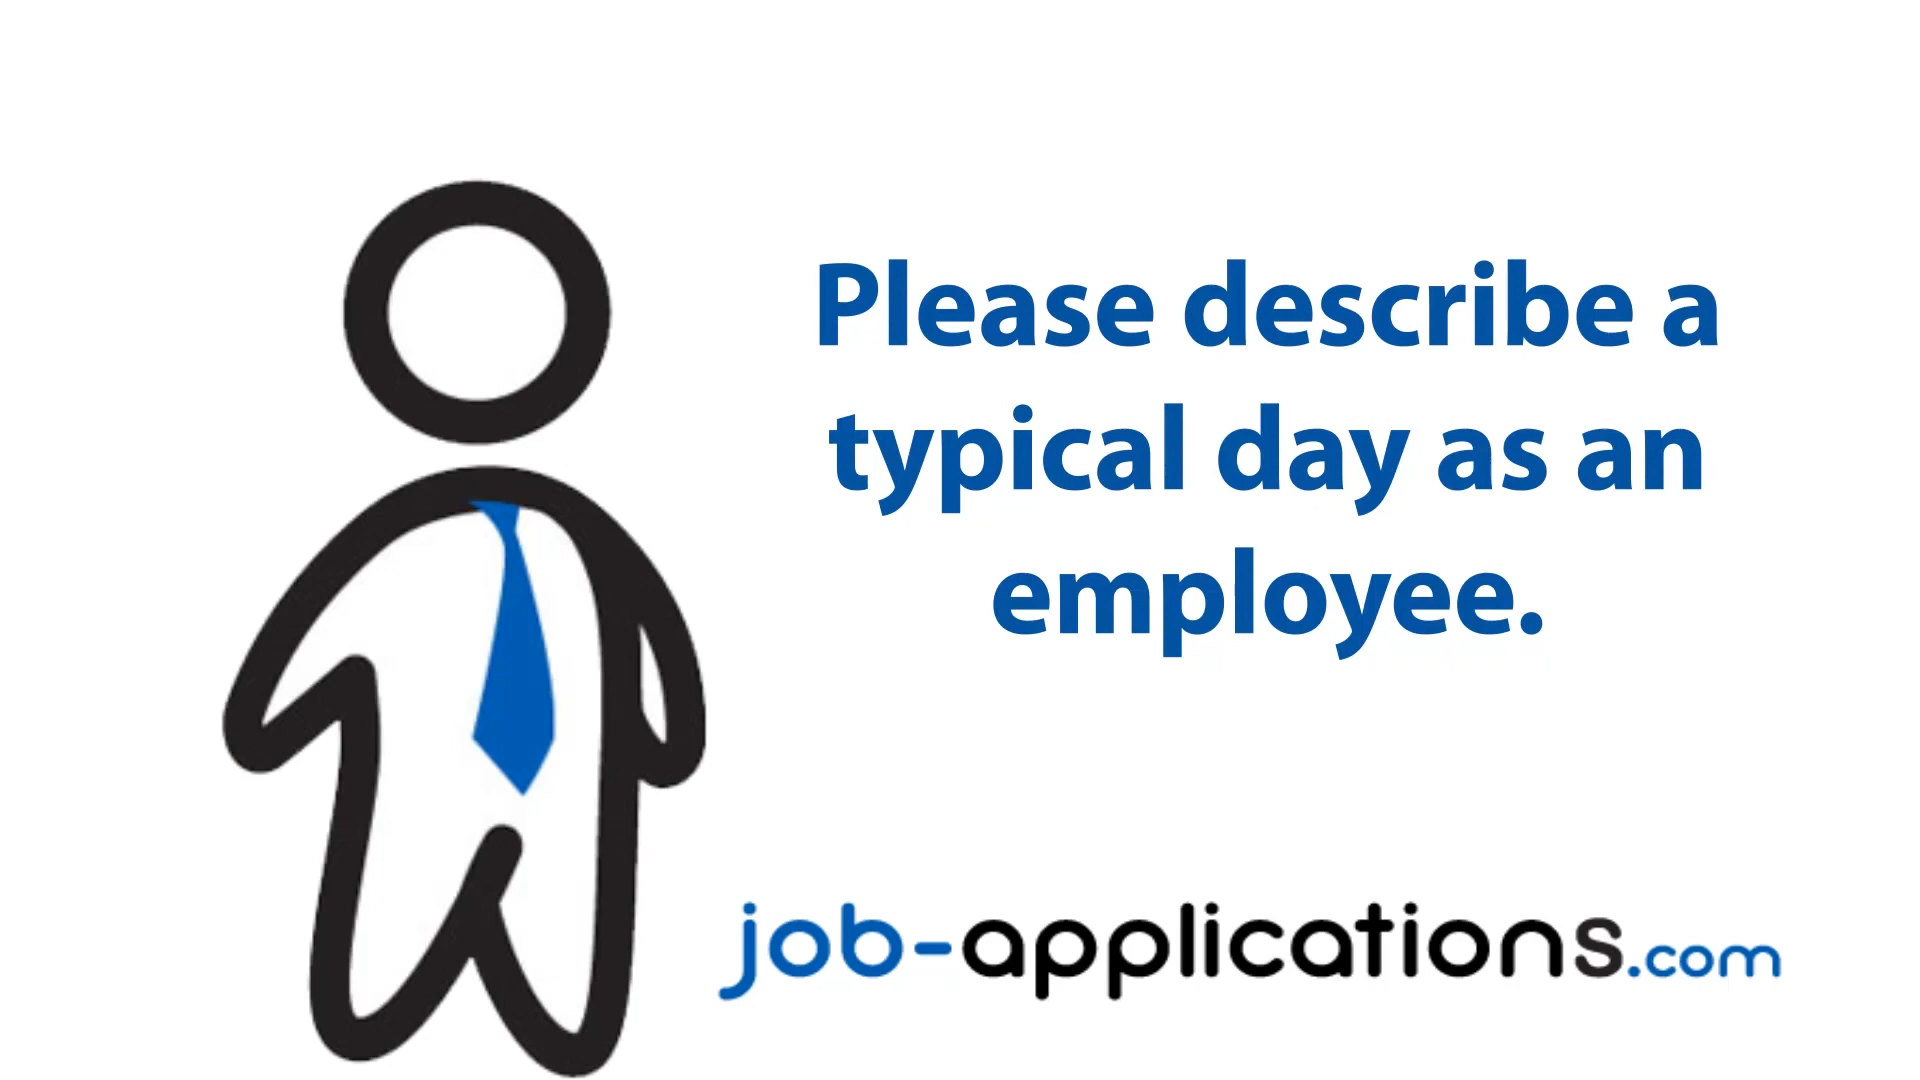 Please describe a
typical day as an
employee.
job-applications.com